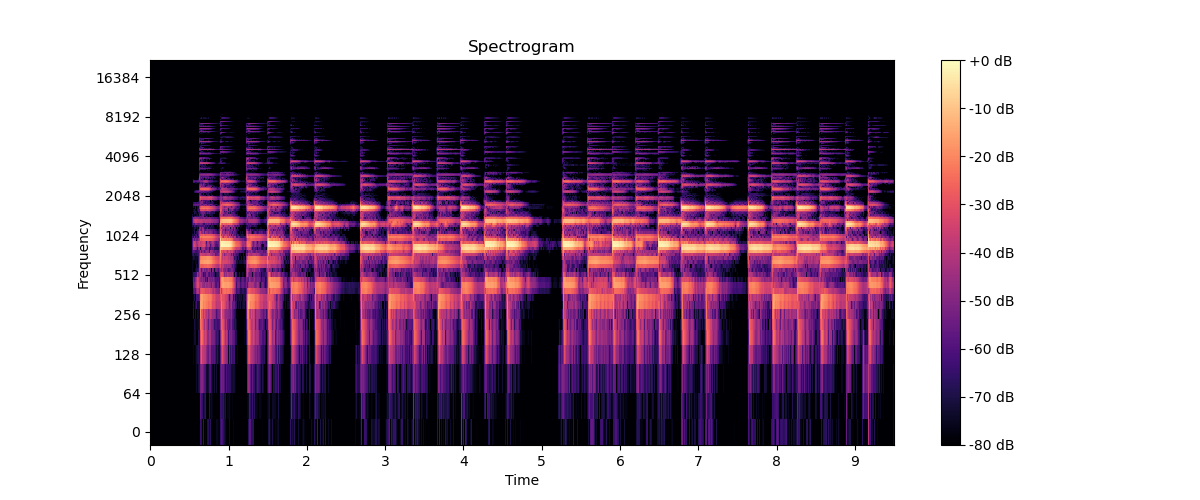 Spectrogram
Frequency
16384
8192
4096
2048
1024
512
256
128
64
0
0 1 2 3 4 5 6 7 8 9
Time
+0 dB
-10 dB
-20 dB
-30 dB
-40 dB
-50 dB
-60 dB
-70 dB
-80 dB